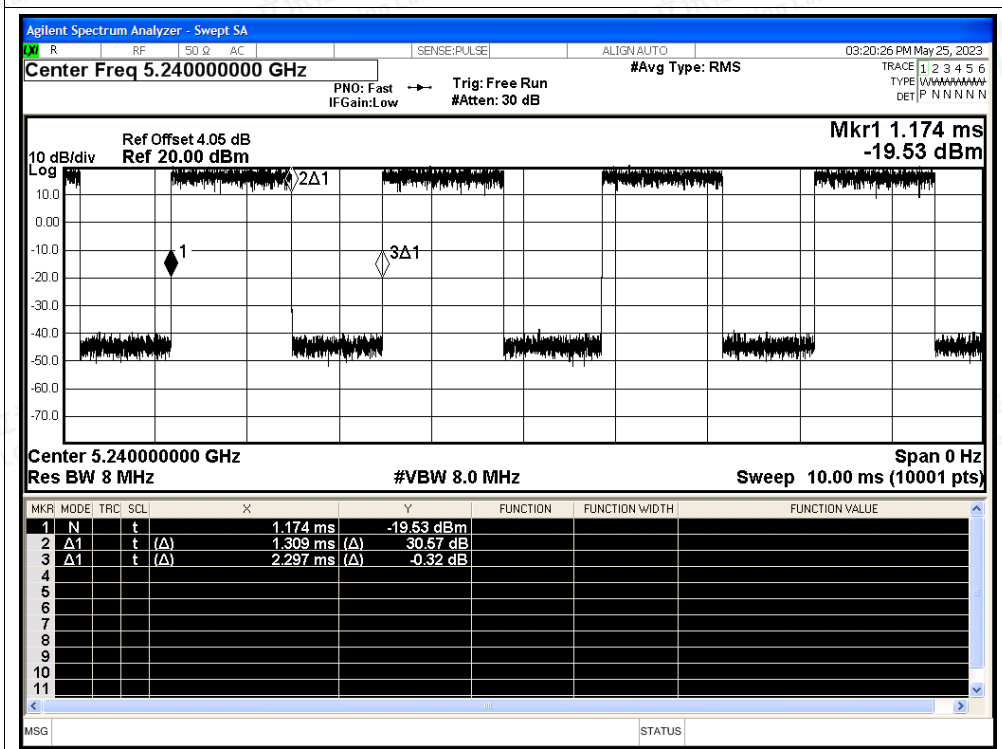 Agilent Spectrum Analyzer - Swept SA
LXI R RF 50 Ω AC SENSE:PULSE ALIGN AUTO 03:20:26 PM May 25, 2023
Center Freq 5.240000000 GHz #Avg Type: RMS TRACE 1 2 3 4 5 6
PNO: Fast Trig: Free Run TYPE WWWWWW
IFGain:Low #Atten: 30 dB DET P N N N N N
Mkr1 1.174 ms
Ref Offset 4.05 dB
10 dB/div Ref 20.00 dBm -19.53 dBm
Log
2Δ1
10.0
0.00
-10.0
1
3Δ1
-20.0
-30.0
-40.0
-50.0
-60.0
-70.0
Center 5.240000000 GHz Span 0 Hz
Res BW 8 MHz #VBW 8.0 MHz Sweep 10.00 ms (10001 pts)
MKR MODE TRC SCL X Y FUNCTION FUNCTION WIDTH FUNCTION VALUE
1 N t 1.174 ms -19.53 dBm
2 Δ1 t (Δ) 1.309 ms (Δ) 30.57 dB
3 Δ1 t (Δ) 2.297 ms (Δ) -0.32 dB
4
5
6
7
8
9
10
11
MSG STATUS